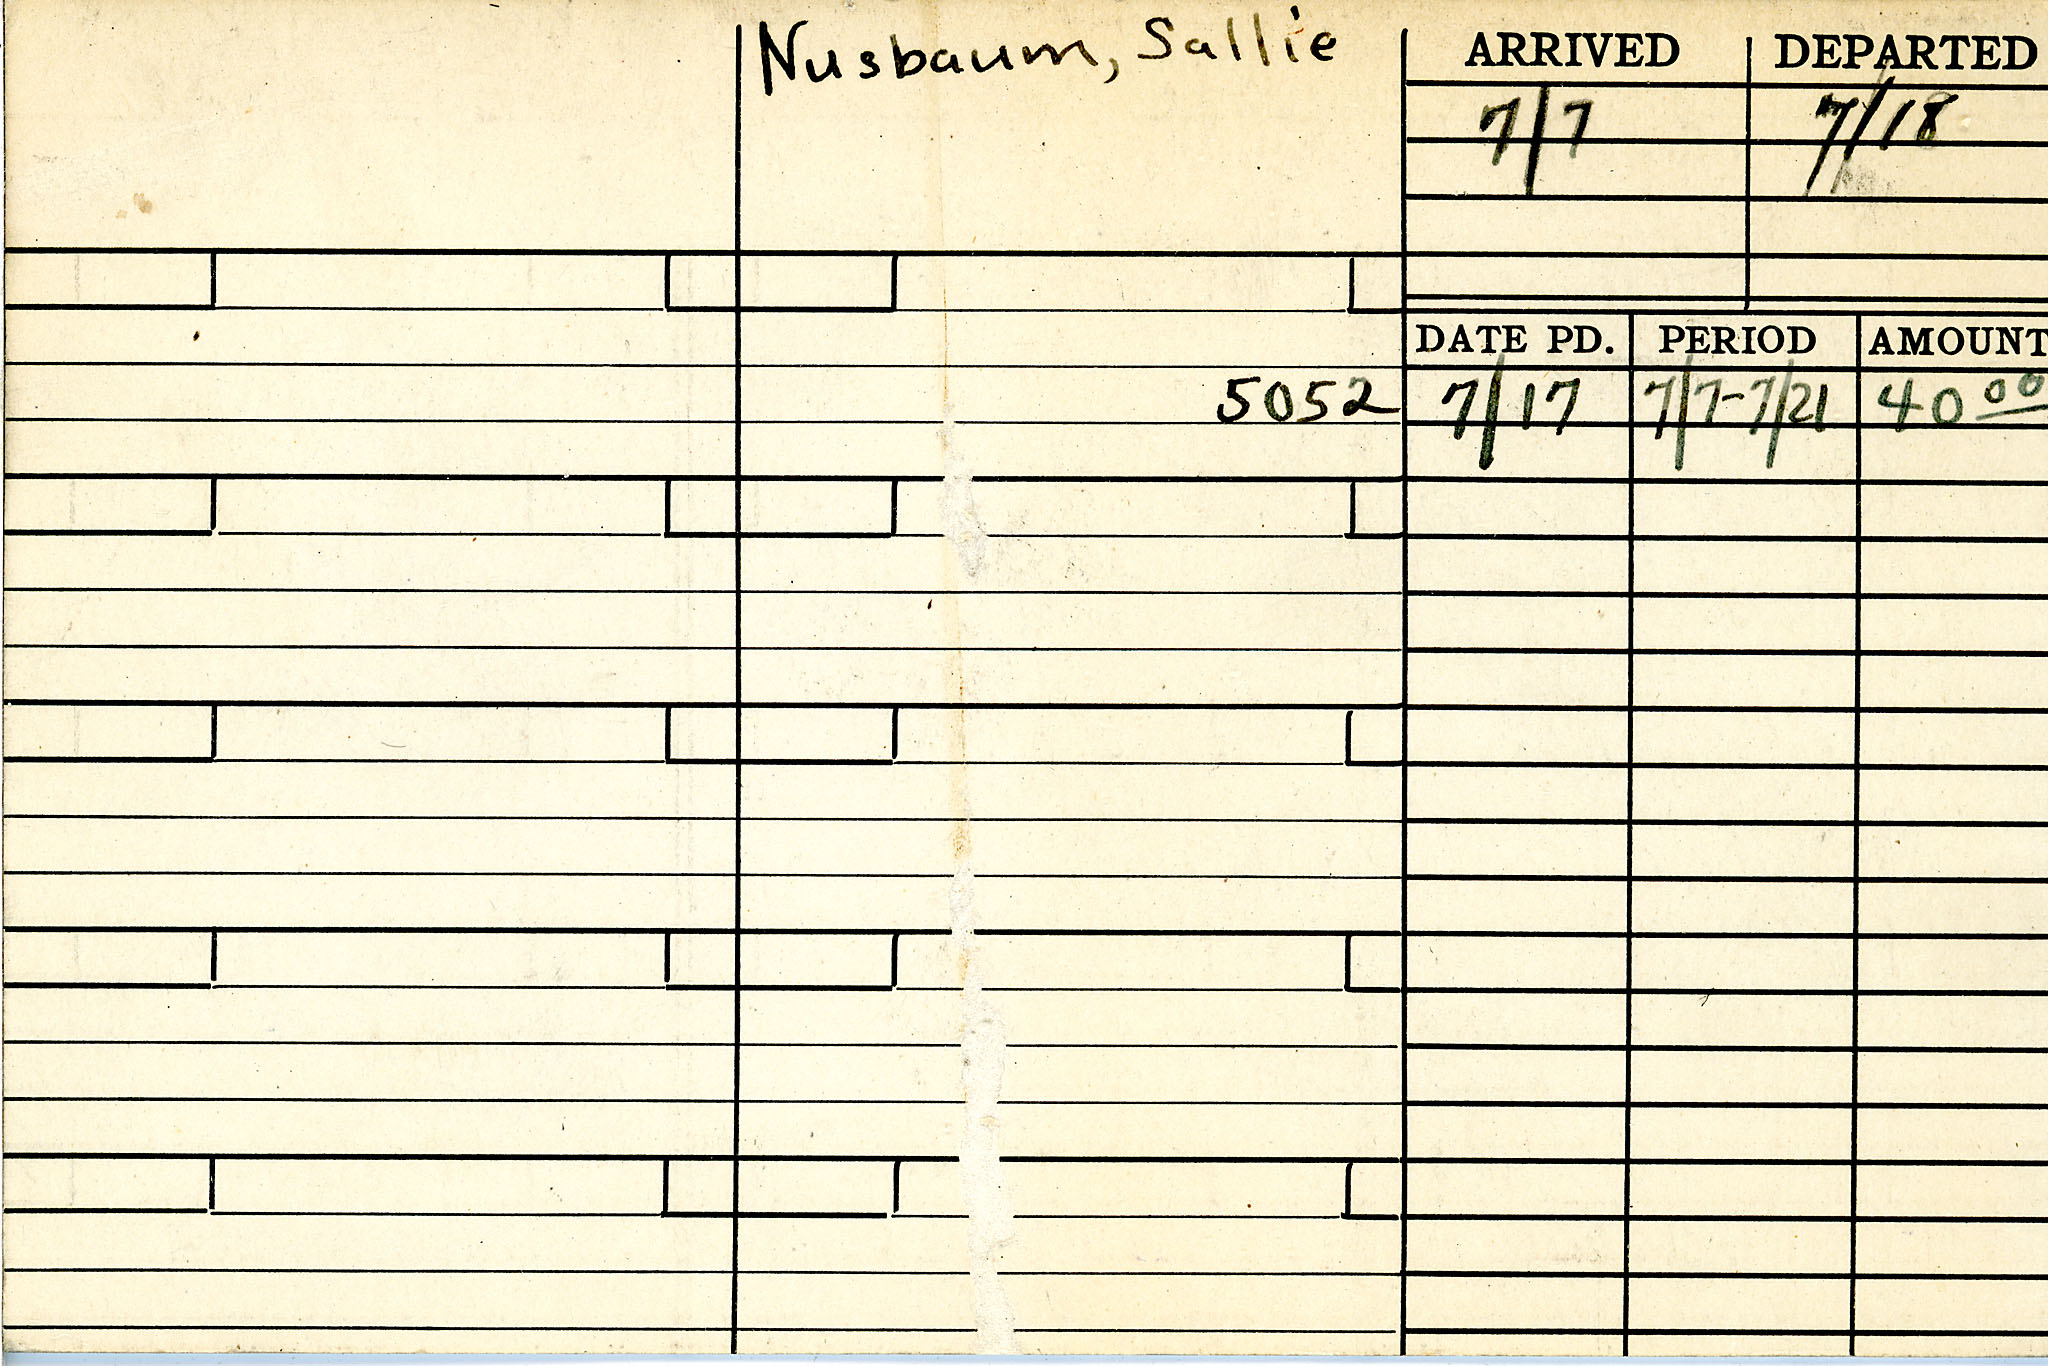 Nusbaum, Sallie
ARRIVED DEPARTED
7/7 7/18
DATE PD. PERIOD AMOUNT
5052 7/17 7/7-7/21 40 00